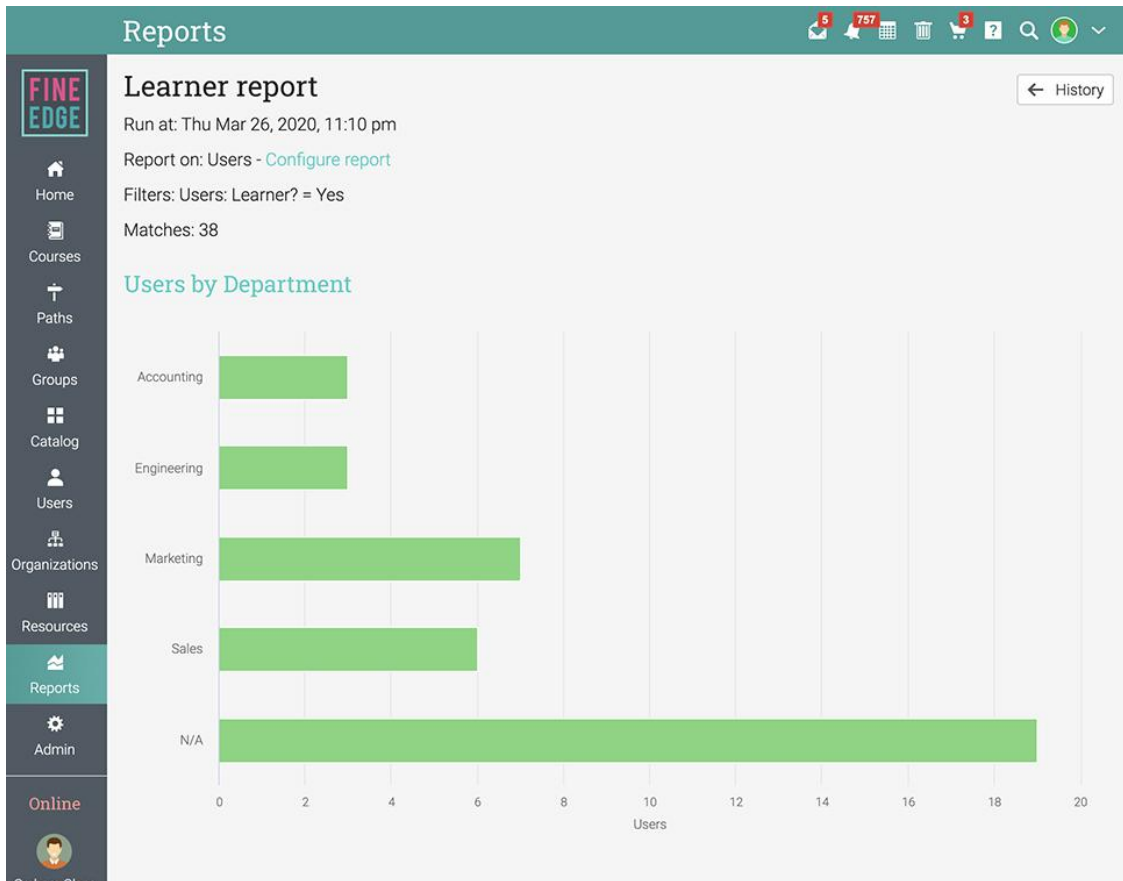 Reports
5
757
3
?
FINE
EDGE
Home
Courses
Paths
Groups
Catalog
Users
Organizations
Resources
Reports
Admin
Online
Learner report
← History
Run at: Thu Mar 26, 2020, 11:10 pm
Report on: Users - Configure report
Filters: Users: Learner? = Yes
Matches: 38
Users by Department
Accounting
Engineering
Marketing
Sales
N/A
0 2 4 6 8 10 12 14 16 18 20
Users